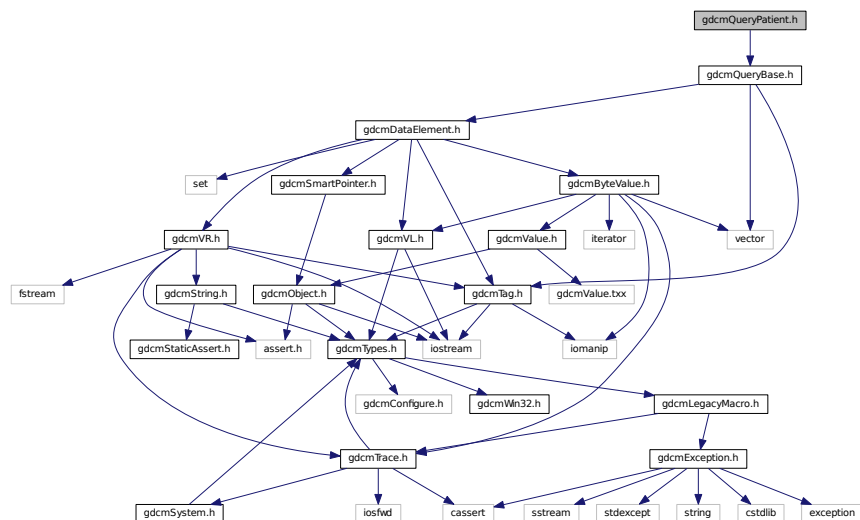 gdcmQueryPatient.h
gdcmQueryBase.h
gdcmDataElement.h
set
gdcmSmartPointer.h
gdcmByteValue.h
gdcmVR.h
gdcmVL.h
gdcmValue.h
iterator
vector
fstream
gdcmString.h
gdcmObject.h
gdcmTag.h
gdcmValue.txx
gdcmStaticAssert.h
assert.h
gdcmTypes.h
iostream
iomanip
gdcmConfigure.h
gdcmWin32.h
gdcmLegacyMacro.h
gdcmTrace.h
gdcmException.h
gdcmSystem.h
iosfwd
cassert
sstream
stdexcept
string
cstdlib
exception